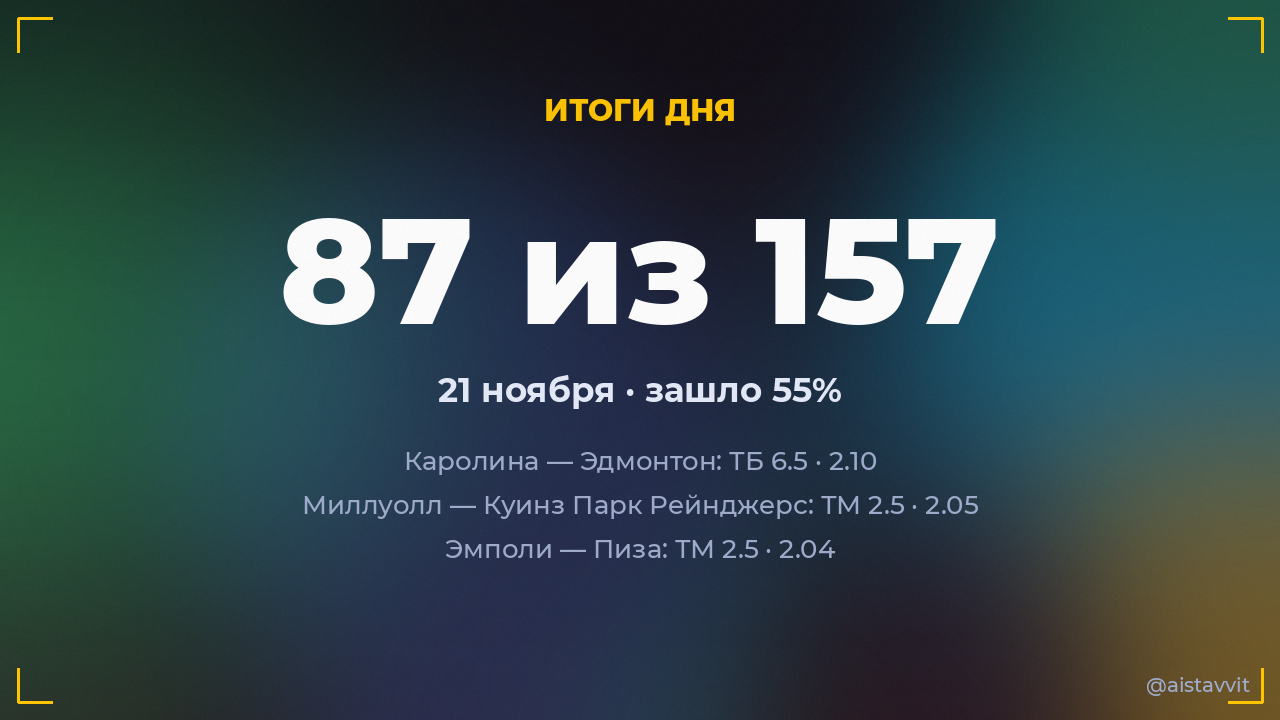 ИТОГИ ДНЯ
87 из 157
21 ноября · зашло 55%
Каролина — Эдмонтон: ТБ 6.5 · 2.10
Миллуолл — Куинз Парк Рейнджерс: ТМ 2.5 · 2.05
Эмполи — Пиза: ТМ 2.5 · 2.04
@aistavvit